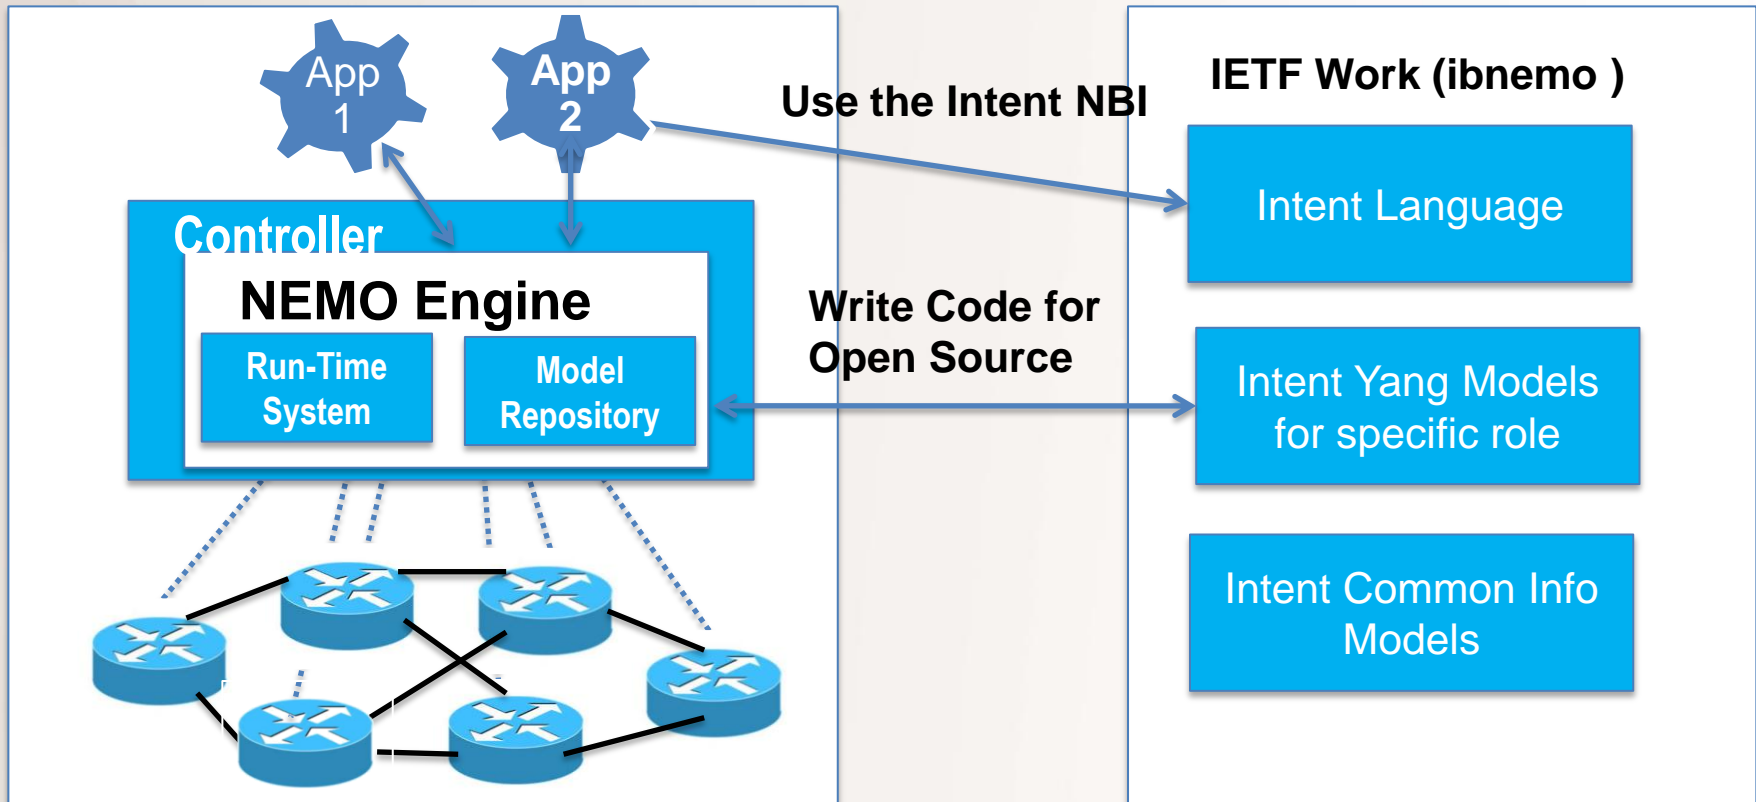 App
1
App
2
Controller
NEMO Engine
Run-Time
System
Model
Repository
Use the Intent NBI
Write Code for
Open Source
IETF Work (ibnemo )
Intent Language
Intent Yang Models
for specific role
Intent Common Info
Models